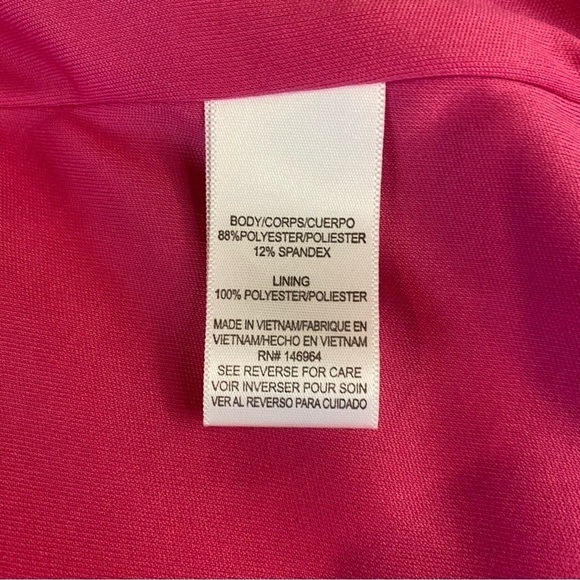 BODY/CORPS/CUERPO
88%POLYESTER/POLIESTER
12% SPANDEX
LINING
100% POLYESTER/POLIESTER
MADE IN VIETNAM/FABRIQUE EN
VIETNAM/HECHO EN VIETNAM
RN# 146964
SEE REVERSE FOR CARE
VOIR INVERSER POUR SOIN
VER AL REVERSO PARA CUIDADO